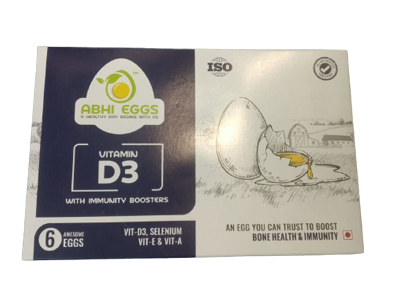 ABHI EGGS
A HEALTHY DAY BEGINS WITH US
VITAMIN
D3
WITH IMMUNITY BOOSTERS
6 AWESOME EGGS
VIT-D3, SELENIUM
VIT-E & VIT-A
ISO
AN EGG YOU CAN TRUST TO BOOST
BONE HEALTH & IMMUNITY